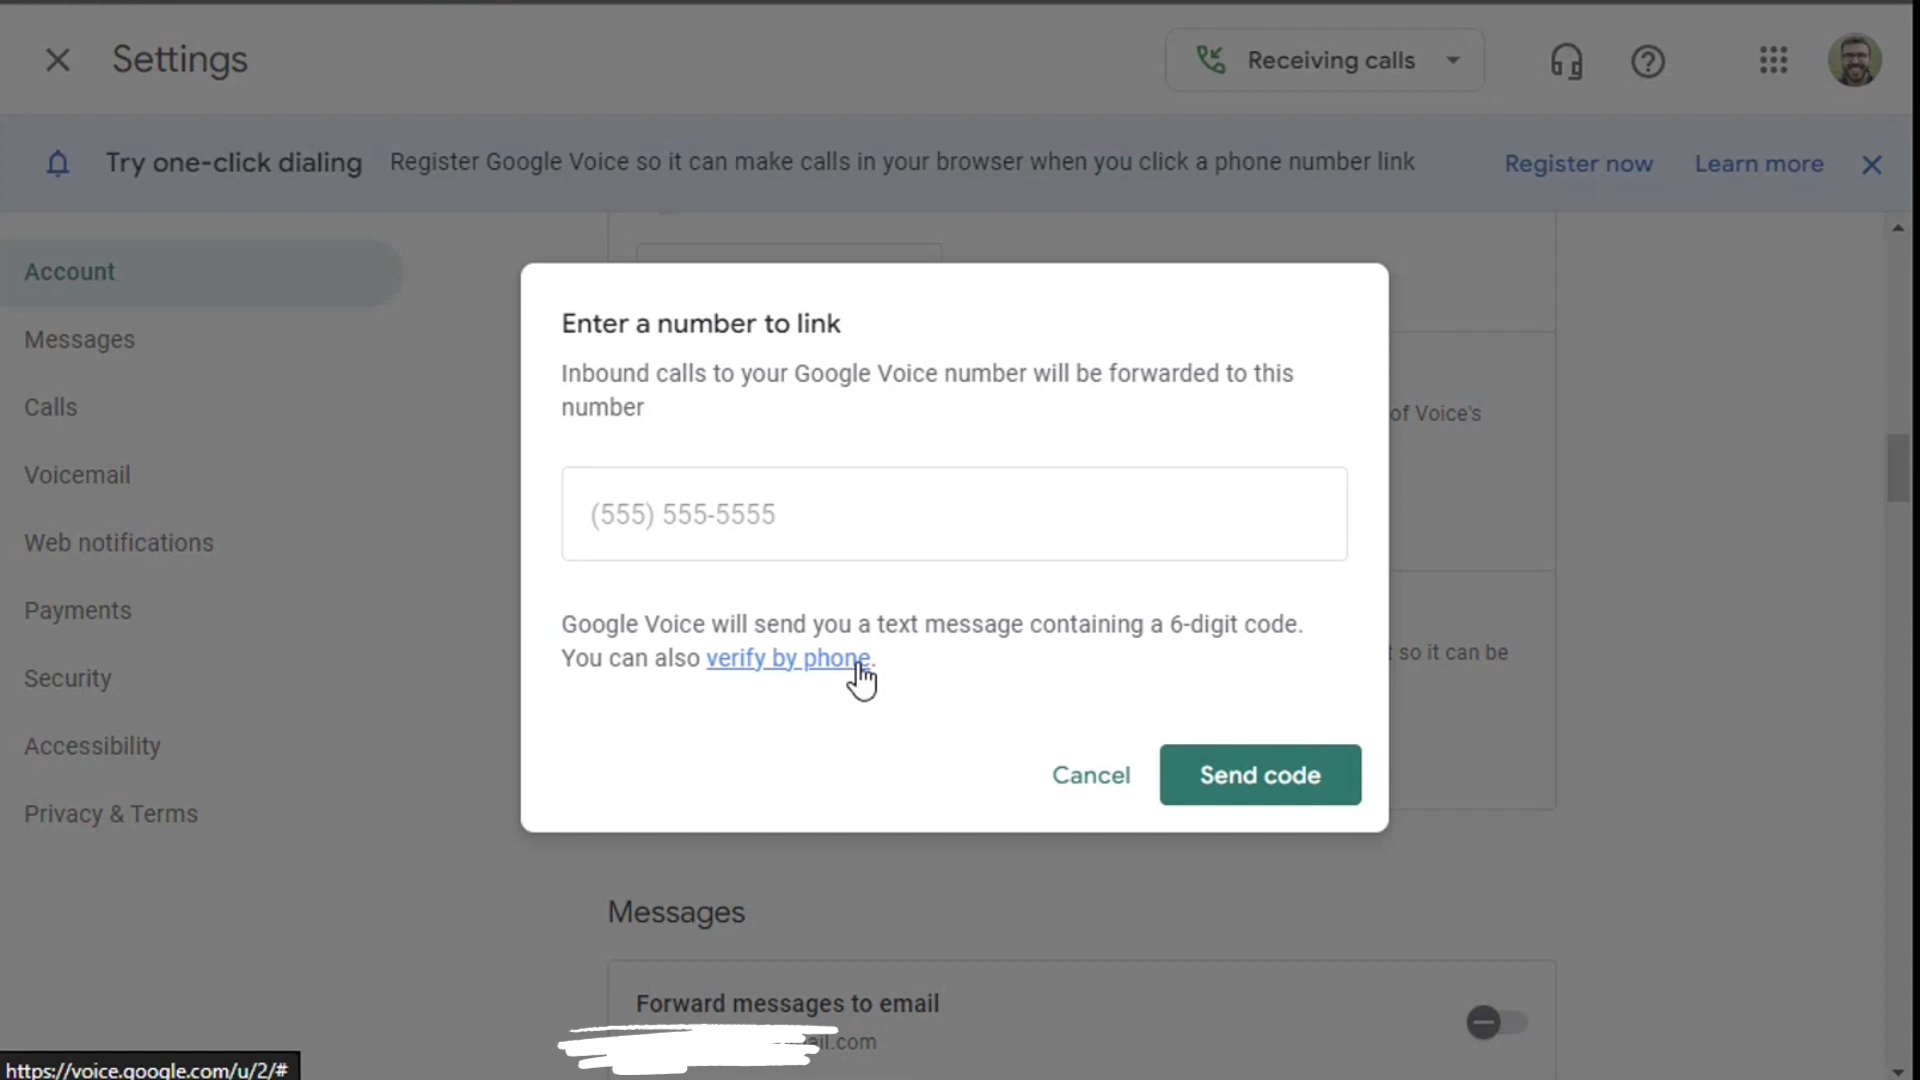 Settings
Receiving calls
Try one-click dialing Register Google Voice so it can make calls in your browser when you click a phone number link Register now Learn more
Account
Messages
Calls
Voicemail
Web notifications
Payments
Security
Accessibility
Privacy & Terms
Enter a number to link
Inbound calls to your Google Voice number will be forwarded to this
number
(555) 555-5555
Google Voice will send you a text message containing a 6-digit code.
You can also verify by phone.
Cancel Send code
of Voice's
t so it can be
Messages
Forward messages to email
ail.com
https://voice.google.com/u/2/#